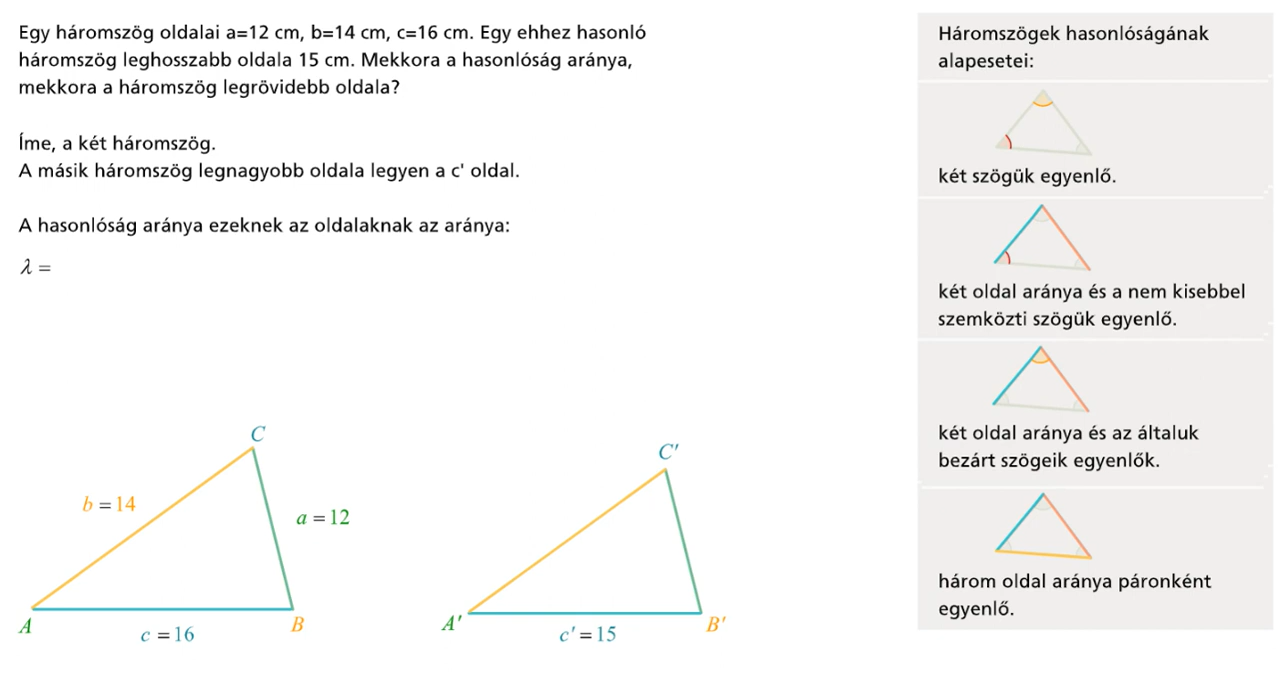 Egy háromszög oldalai a=12 cm, b=14 cm, c=16 cm. Egy ehhez hasonló
háromszög leghosszabb oldala 15 cm. Mekkora a hasonlóság aránya,
mekkora a háromszög legrövidebb oldala?
Íme, a két háromszög.
A másik háromszög legnagyobb oldala legyen a c' oldal.
A hasonlóság aránya ezeknek az oldalaknak az aránya:
λ =
C
b = 14
a = 12
A
c = 16
B
C'
A'
c' = 15
B'
Háromszögek hasonlóságának
alapesetei:
két szögük egyenlő.
két oldal aránya és a nem kisebbel
szemközti szögük egyenlő.
két oldal aránya és az általuk
bezárt szögeik egyenlők.
három oldal aránya páronként
egyenlő.